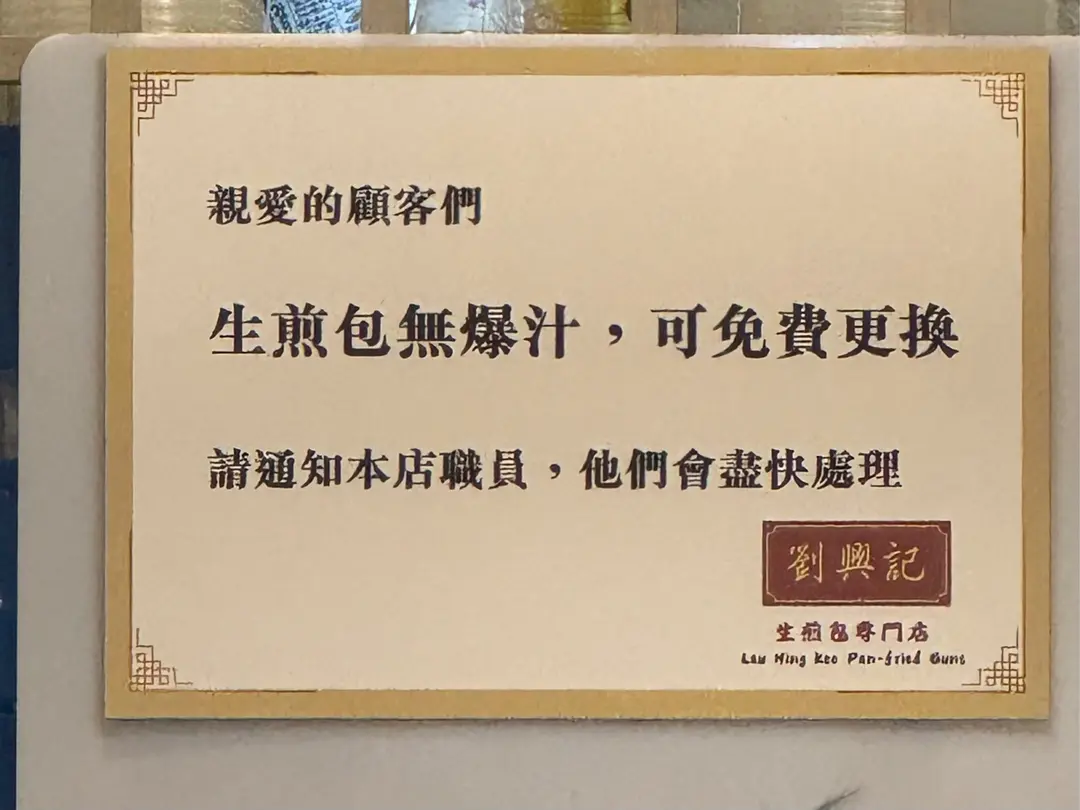 親愛的顧客們
生煎包無爆汁，可免費更換
請通知本店職員，他們會盡快處理
劉興記
生煎包專門店
Lau Hing Kee Pan-fried Buns